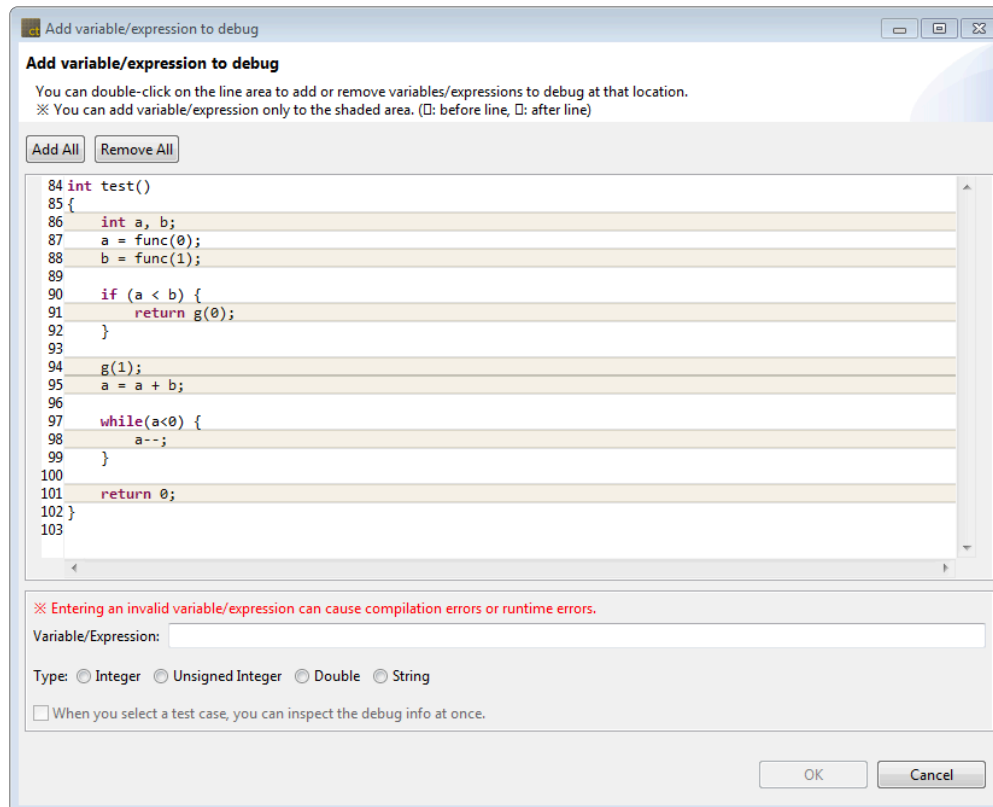 ct Add variable/expression to debug
Add variable/expression to debug
You can double-click on the line area to add or remove variables/expressions to debug at that location.
※ You can add variable/expression only to the shaded area. (▯: before line, ▯: after line)
Add All Remove All
84 int test()
85 {
86     int a, b;
87     a = func(0);
88     b = func(1);
89
90     if (a < b) {
91         return g(0);
92     }
93
94     g(1);
95     a = a + b;
96
97     while(a<0) {
98         a--;
99     }
100
101     return 0;
102 }
103
※ Entering an invalid variable/expression can cause compilation errors or runtime errors.
Variable/Expression:
Type: Integer Unsigned Integer Double String
When you select a test case, you can inspect the debug info at once.
OK Cancel